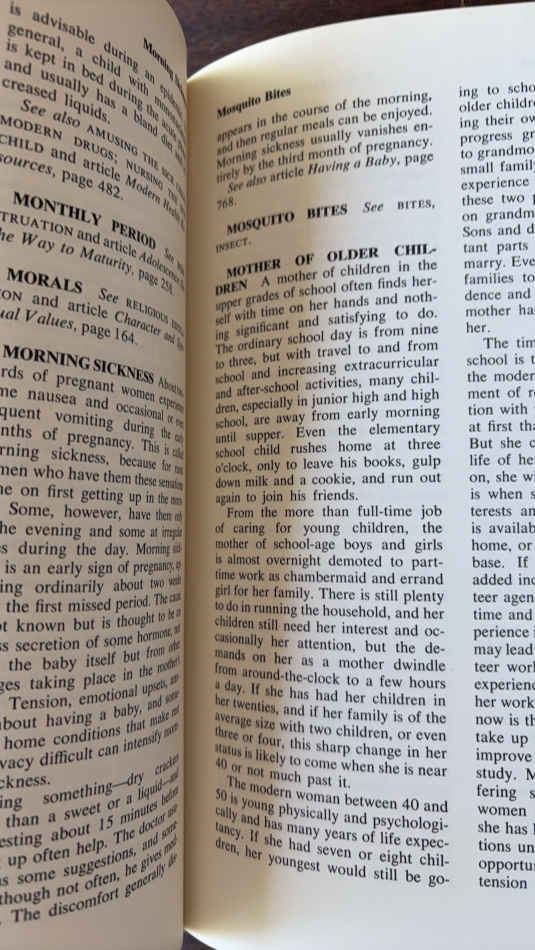 is advisable during an
general, a child with
is kept in bed during the acute
and usually has a bland diet and
creased liquids.
See also AMUSING THE SICK
MODERN DRUGS; NURSING THE
CHILD and article Modern Health
sources, page 482.
MONTHLY PERIOD See
TRUATION and article Adolescence
he Way to Maturity, page 258.
MORALS See RELIGIOUS
ION and article Character and
ual Values, page 164.
MORNING SICKNESS About two
rds of pregnant women experience
me nausea and occasional or even
quent vomiting during the early
nths of pregnancy. This is called
rning sickness, because for most
men who have them these sensations
me on first getting up in the morn
Some, however, have them only
he evening and some at irregular
s during the day. Morning sick-
is an early sign of pregnancy, ap
ing ordinarily about two weeks
the first missed period. The cause
ot known but is thought to be a
ss secretion of some hormone, not
the baby itself but from other
ges taking place in the mother's
Tension, emotional upsets, an
about having a baby, and some
home conditions that make
vacy difficult can intensify morn
ckness.
ing something—dry crackers
than a sweet or a liquid—and
esting about 15 minutes before
up often help. The doctor
s some suggestions, and some
though not often, he gives
. The discomfort generally dis
Morning
Mosquito Bites
appears in the course of the morning,
and then regular meals can be enjoyed.
Morning sickness usually vanishes en-
tirely by the third month of pregnancy.
See also article Having a Baby, page
768.
MOSQUITO BITES See BITES,
INSECT.
MOTHER OF OLDER CHIL-
DREN A mother of children in the
upper grades of school often finds her-
self with time on her hands and noth-
ing significant and satisfying to do.
The ordinary school day is from nine
to three, but with travel to and from
school and increasing extracurricular
and after-school activities, many chil-
dren, especially in junior high and high
school, are away from early morning
until supper. Even the elementary
school child rushes home at three
o'clock, only to leave his books, gulp
down milk and a cookie, and run out
again to join his friends.
From the more than full-time job
of caring for young children, the
mother of school-age boys and girls
is almost overnight demoted to part-
time work as chambermaid and errand
girl for her family. There is still plenty
to do in running the household, and her
children still need her interest and oc-
casionally her attention, but the de-
mands on her as a mother dwindle
from around-the-clock to a few hours
a day. If she has had her children in
her twenties, and if her family is of the
average size with two children, or even
three or four, this sharp change in her
status is likely to come when she is near
40 or not much past it.
The modern woman between 40 and
50 is young physically and psychologi-
cally and has many years of life expec-
tancy. If she had seven or eight chil-
dren, her youngest would still be go-
ing to scho
older childre
ing their ow
progress gr
to grandmo
small family
experience
these two p
on grandm
Sons and d
tant parts
marry. Eve
families to
dence and
mother ha
her.
The tim
school is t
the moder
ment of re
tion with
at first tha
But she c
life of he
on, she wi
is when s
terests an
is availab
home, or
base. If
added inc
teer agen
time and
perience i
may lead
teer work
experienc
her work
now is th
take up
improve
study. M
fering s
women
she has l
tions un
opportu
tension